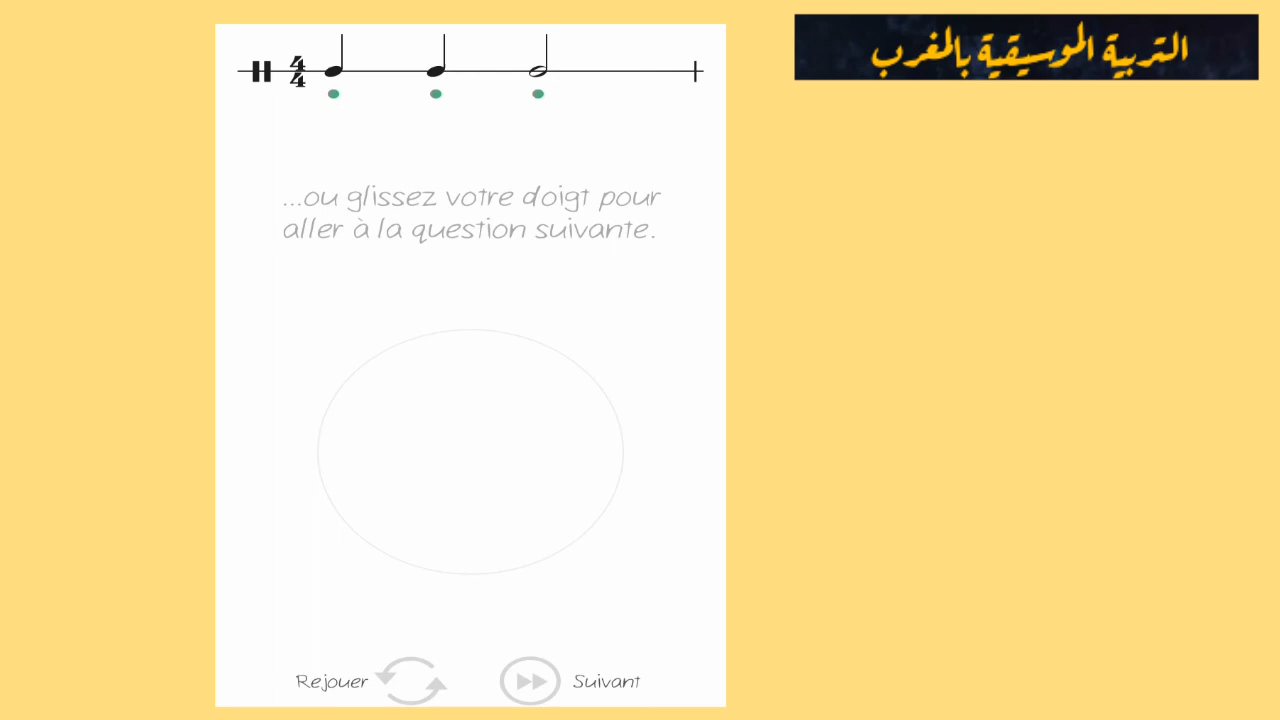 التربية الموسيقية بالمغرب
4
4
...ou glissez votre doigt pour
aller à la question suivante.
Rejouer
Suivant